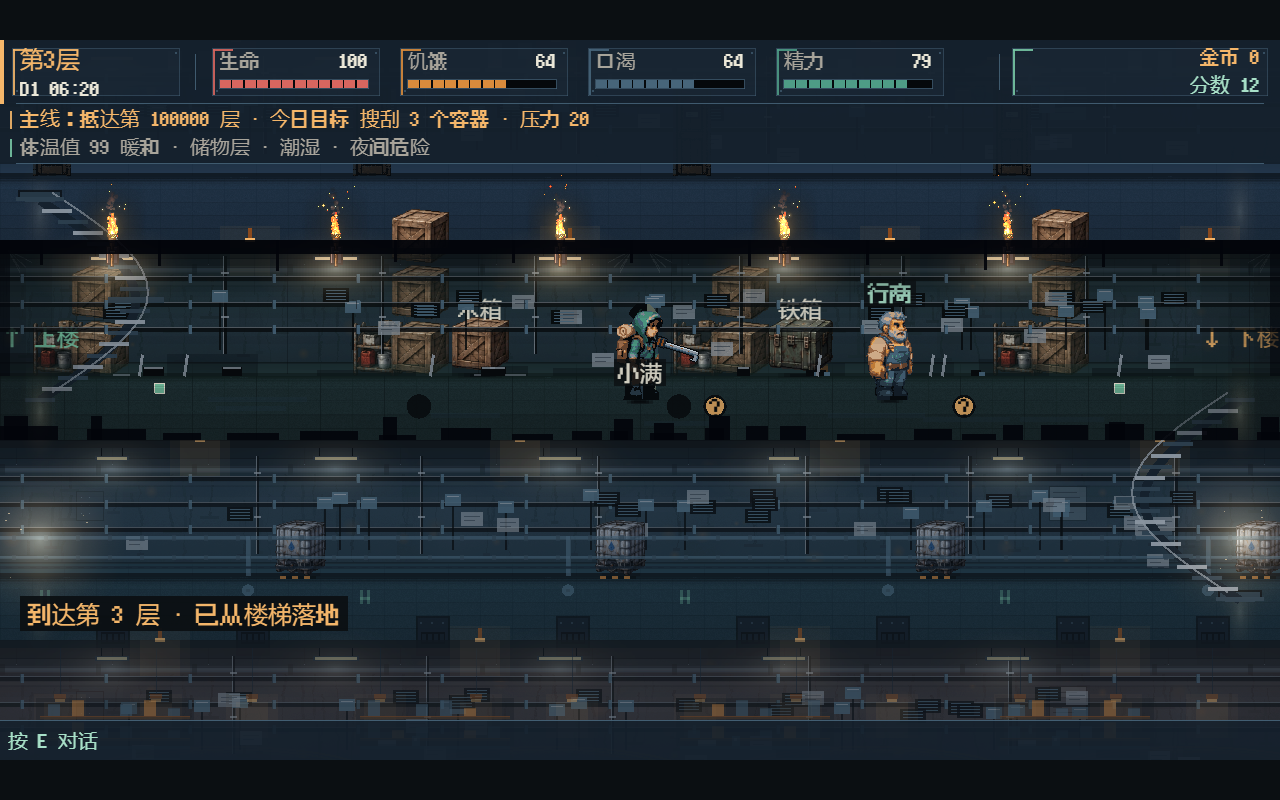 第3层
D1 06:20
生命 100
饥饿 64
口渴 64
精力 79
金币 0
分数 12
主线：抵达第 100000 层 · 今日目标 搜刮 3 个容器 · 压力 20
体温值 99 暖和 · 储物层 · 潮湿 · 夜间危险
行商
木箱
铁箱
↑ 上楼
↓ 下楼
小满
?
?
到达第 3 层 · 已从楼梯落地
按 E 对话